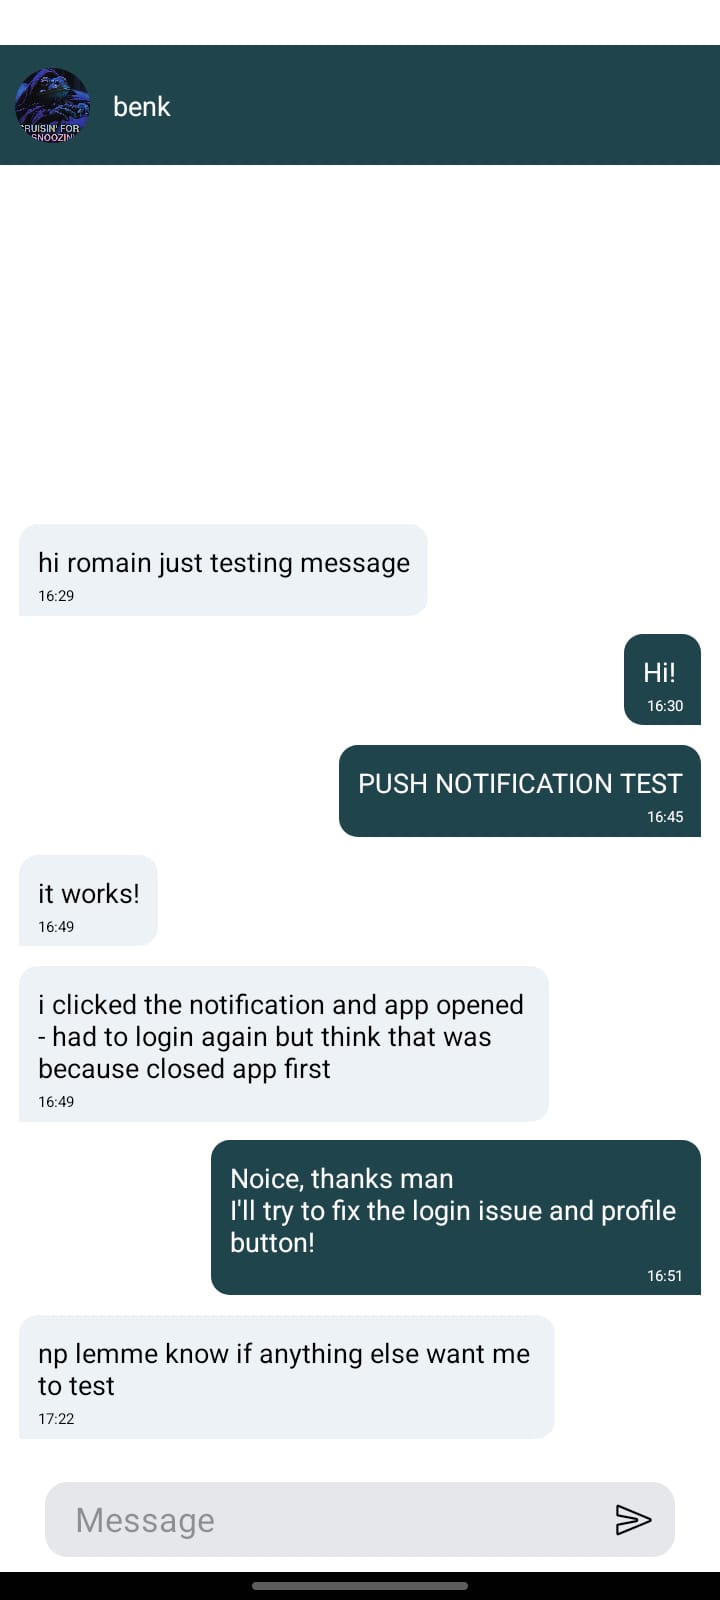 CRUISIN' FOR
SNOOZIN'
benk
hi romain just testing message
16:29
Hi!
16:30
PUSH NOTIFICATION TEST
16:45
it works!
16:49
i clicked the notification and app opened
- had to login again but think that was
because closed app first
16:49
Noice, thanks man
I'll try to fix the login issue and profile
button!
16:51
np lemme know if anything else want me
to test
17:22
Message